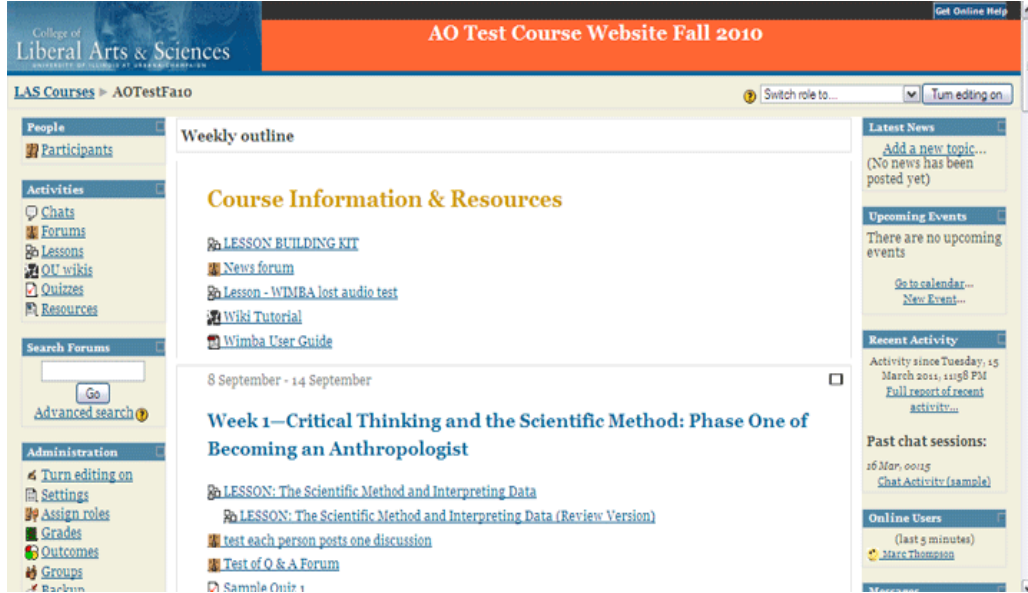 Get Online Help
College of
Liberal Arts & Sciences
UNIVERSITY OF ILLINOIS AT URBANA-CHAMPAIGN
AO Test Course Website Fall 2010
LAS Courses ► AOTestFa10
Switch role to...
Turn editing on
People
Participants
Activities
Chats
Forums
Lessons
OU wikis
Quizzes
Resources
Search Forums
Go
Advanced search
Administration
Turn editing on
Settings
Assign roles
Grades
Outcomes
Groups
Backup
Weekly outline
Course Information & Resources
LESSON BUILDING KIT
News forum
Lesson - WIMBA lost audio test
Wiki Tutorial
Wimba User Guide
8 September - 14 September
Week 1—Critical Thinking and the Scientific Method: Phase One of
Becoming an Anthropologist
LESSON: The Scientific Method and Interpreting Data
LESSON: The Scientific Method and Interpreting Data (Review Version)
test each person posts one discussion
Test of Q & A Forum
Sample Quiz 1
Latest News
Add a new topic...
(No news has been
posted yet)
Upcoming Events
There are no upcoming
events
Go to calendar...
New Event...
Recent Activity
Activity since Tuesday, 15
March 2011, 11:58 PM
Full report of recent
activity...
Past chat sessions:
16 Mar, 00:15
Chat Activity (sample)
Online Users
(last 5 minutes)
Marc Thompson
Messages